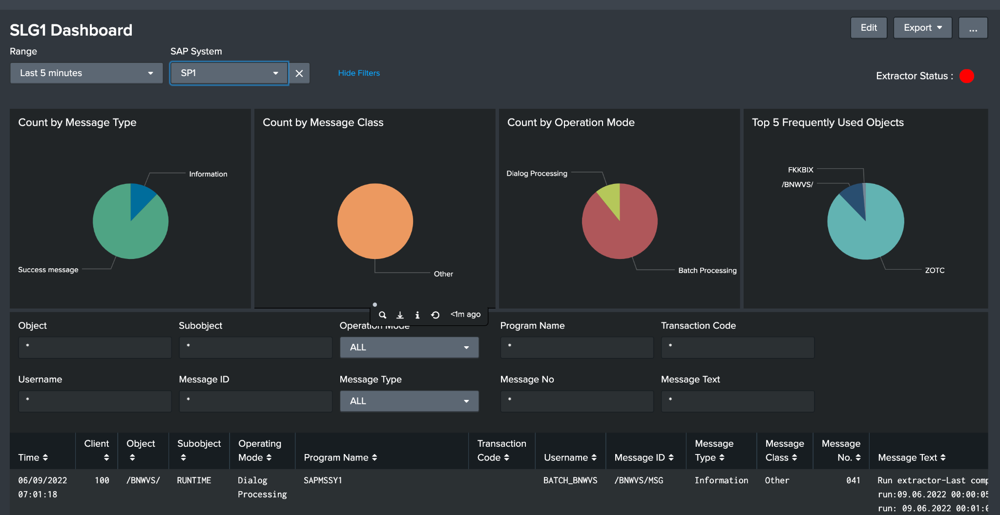 SLG1 Dashboard
Edit
Export
...
Range
SAP System
Last 5 minutes
SP1
Hide Filters
Extractor Status :
Count by Message Type
Count by Message Class
Count by Operation Mode
Top 5 Frequently Used Objects
Information
Success message
Other
Dialog Processing
Batch Processing
FKKBIX
/BNWVS/
ZOTC
<1m ago
Object
Subobject
Operation Mode
Program Name
Transaction Code
*
*
ALL
*
*
Username
Message ID
Message Type
Message No
Message Text
*
*
ALL
*
*
Time
Client
Object
Subobject
Operating
Mode
Program Name
Transaction
Code
Username
Message ID
Message
Type
Message
Class
Message
No.
Message Text
06/09/2022
07:01:18
100
/BNWVS/
RUNTIME
Dialog
Processing
SAPMSSY1
BATCH_BNWVS
/BNWVS/MSG
Information
Other
041
Run extractor-Last comp
run:09.06.2022 00:00:05
run: 09.06.2022 00:01:0